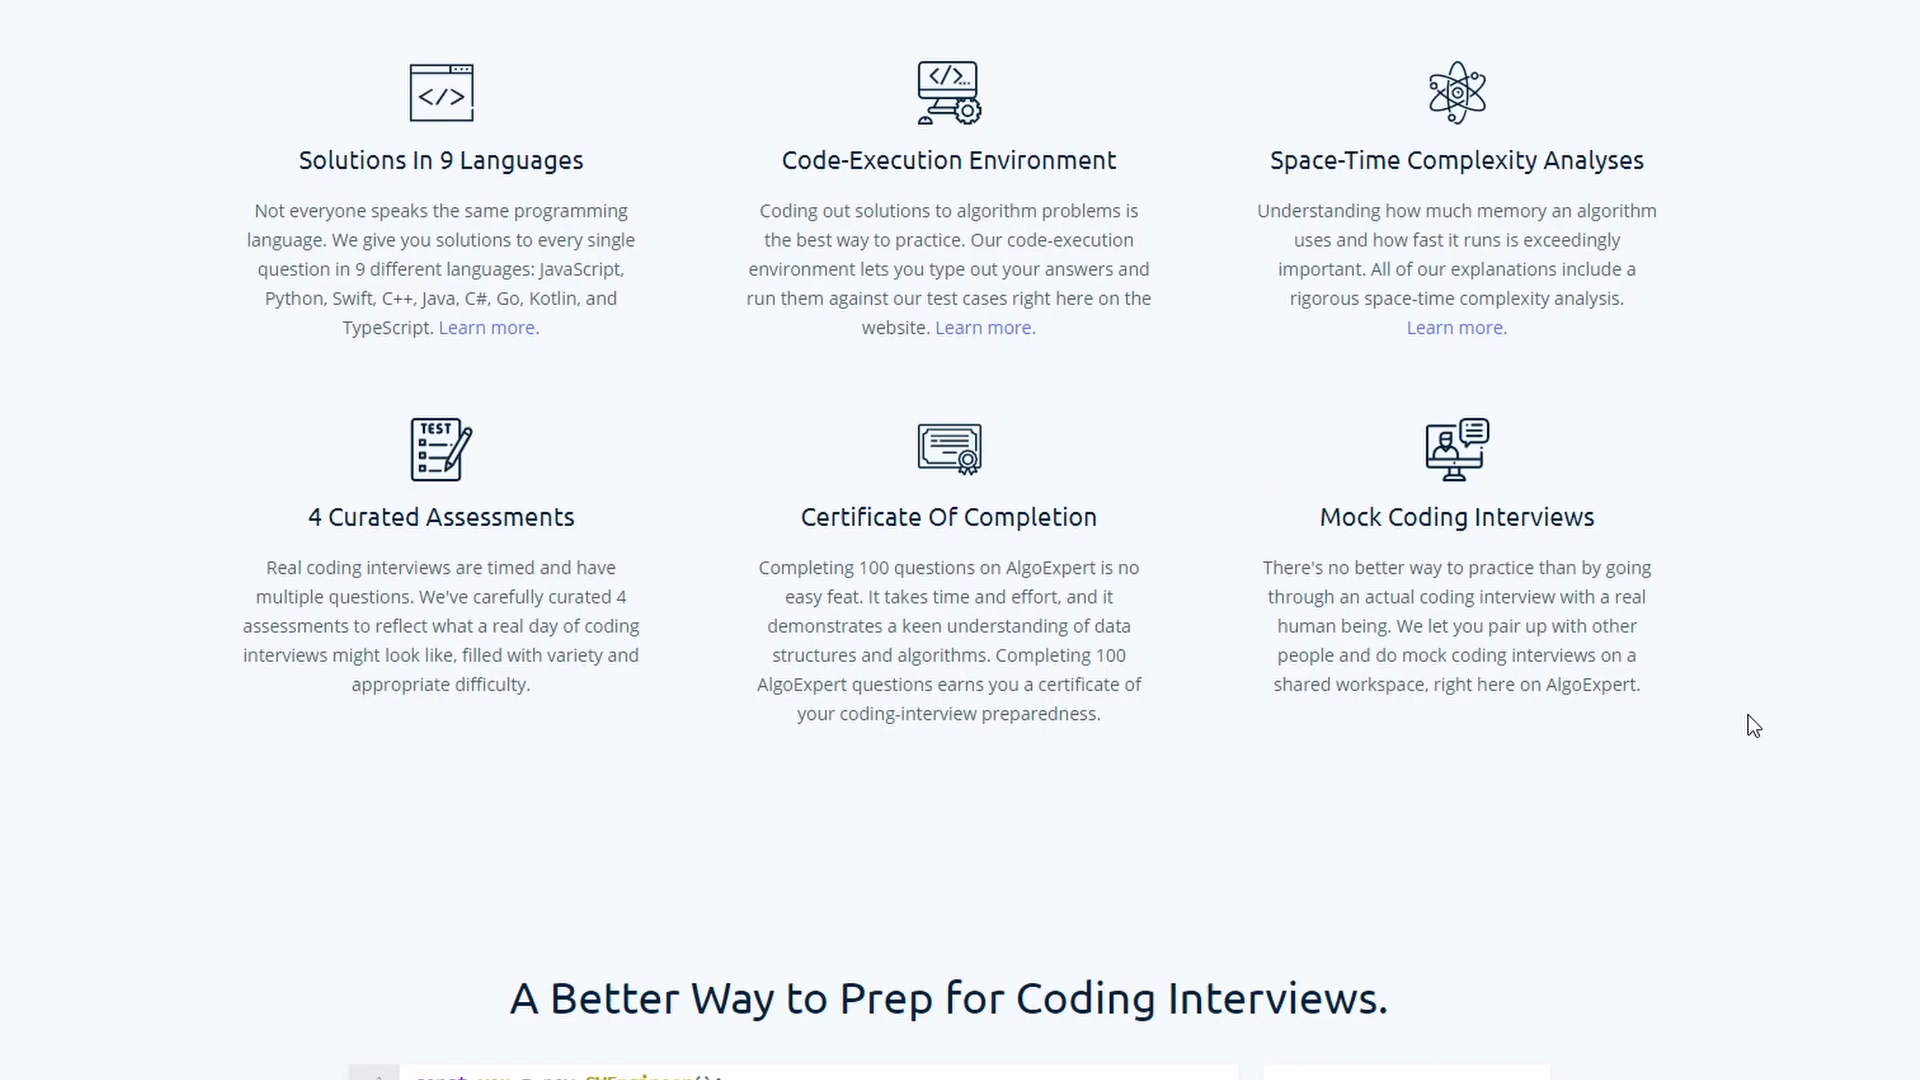 Solutions In 9 Languages
Not everyone speaks the same programming
language. We give you solutions to every single
question in 9 different languages: JavaScript,
Python, Swift, C++, Java, C#, Go, Kotlin, and
TypeScript. Learn more.
Code-Execution Environment
Coding out solutions to algorithm problems is
the best way to practice. Our code-execution
environment lets you type out your answers and
run them against our test cases right here on the
website. Learn more.
Space-Time Complexity Analyses
Understanding how much memory an algorithm
uses and how fast it runs is exceedingly
important. All of our explanations include a
rigorous space-time complexity analysis.
Learn more.
TEST
4 Curated Assessments
Real coding interviews are timed and have
multiple questions. We've carefully curated 4
assessments to reflect what a real day of coding
interviews might look like, filled with variety and
appropriate difficulty.
Certificate Of Completion
Completing 100 questions on AlgoExpert is no
easy feat. It takes time and effort, and it
demonstrates a keen understanding of data
structures and algorithms. Completing 100
AlgoExpert questions earns you a certificate of
your coding-interview preparedness.
Mock Coding Interviews
There's no better way to practice than by going
through an actual coding interview with a real
human being. We let you pair up with other
people and do mock coding interviews on a
shared workspace, right here on AlgoExpert.
A Better Way to Prep for Coding Interviews.